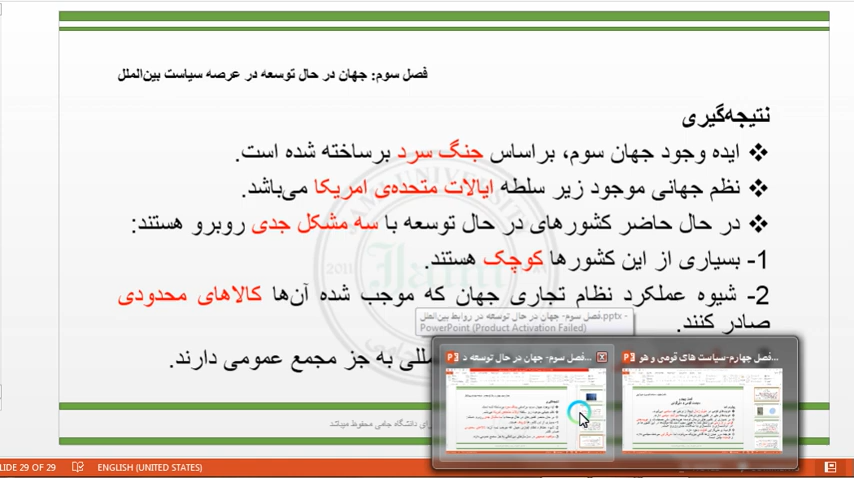 فصل سوم: جهان در حال توسعه در عرصه سیاست بین‌الملل
نتیجه‌گیری
❖ ایده وجود جهان سوم، براساس جنگ سرد برساخته شده است.
❖ نظم جهانی موجود زیر سلطه ایالات متحده‌ی امریکا می‌باشد.
❖ در حال حاضر کشورهای در حال توسعه با سه مشکل جدی روبرو هستند:
1- بسیاری از این کشورها کوچک هستند.
2- شیوه عملکرد نظام تجاری جهان که موجب شده آن‌ها کالاهای محدودی
صادر کنند.
به جز مجمع عمومی دارند.
فصل سوم- جهان در حال توسعه در روابط بین‌الملل.pptx -
PowerPoint (Product Activation Failed)
فصل سوم- جهان در حال توسعه د...
فصل چهارم-سیاست های قومی و هو...
دانشگاه جامی محفوظ میباشد
SLIDE 29 OF 29
ENGLISH (UNITED STATES)